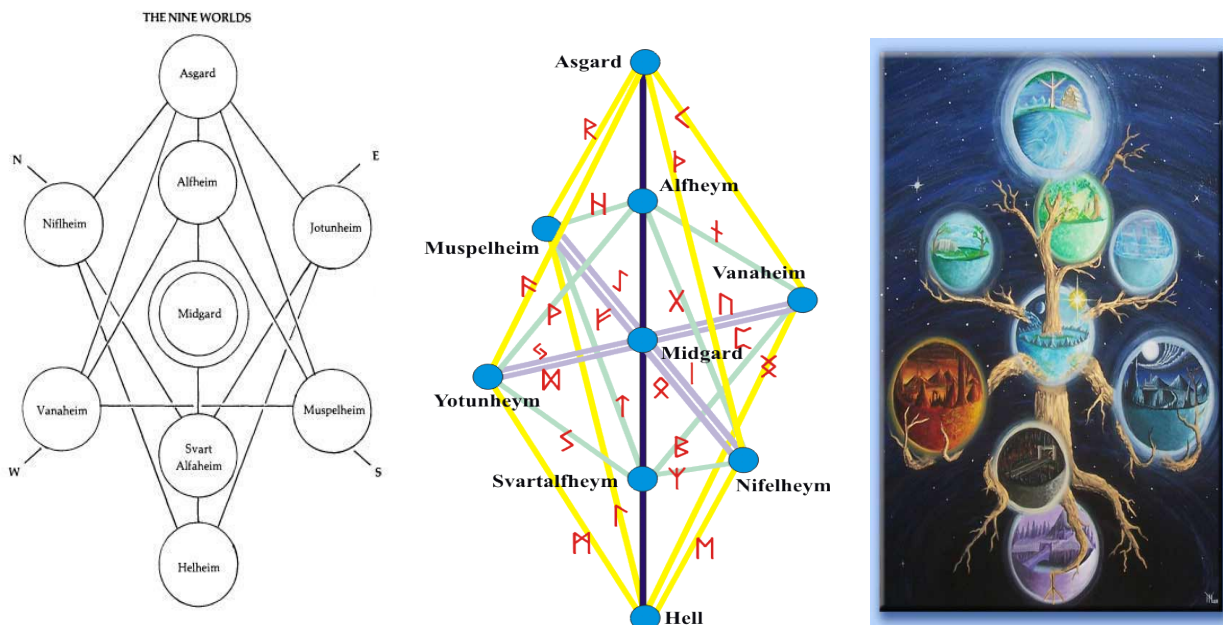 THE NINE WORLDS
Asgard
N
E
Alfheim
Niflheim
Jotunheim
Midgard
Vanaheim
Muspelheim
Svart
Alfaheim
W
S
Helheim
Asgard
ᚱ
ᚲ
ᚦ
Alfheym
ᚺ
ᚾ
Muspelheim
Vanaheim
ᚨ
ᛇ
ᚷ
ᚢ
ᚹ
ᚠ
ᛈ
Midgard
ᛃ
ᛞ
ᛁ
ᛝ
Yotunheym
ᛏ
ᛟ
ᛊ
ᛒ
Svartalfheym
ᛉ
Nifelheym
ᛚ
ᛗ
ᛖ
Hell